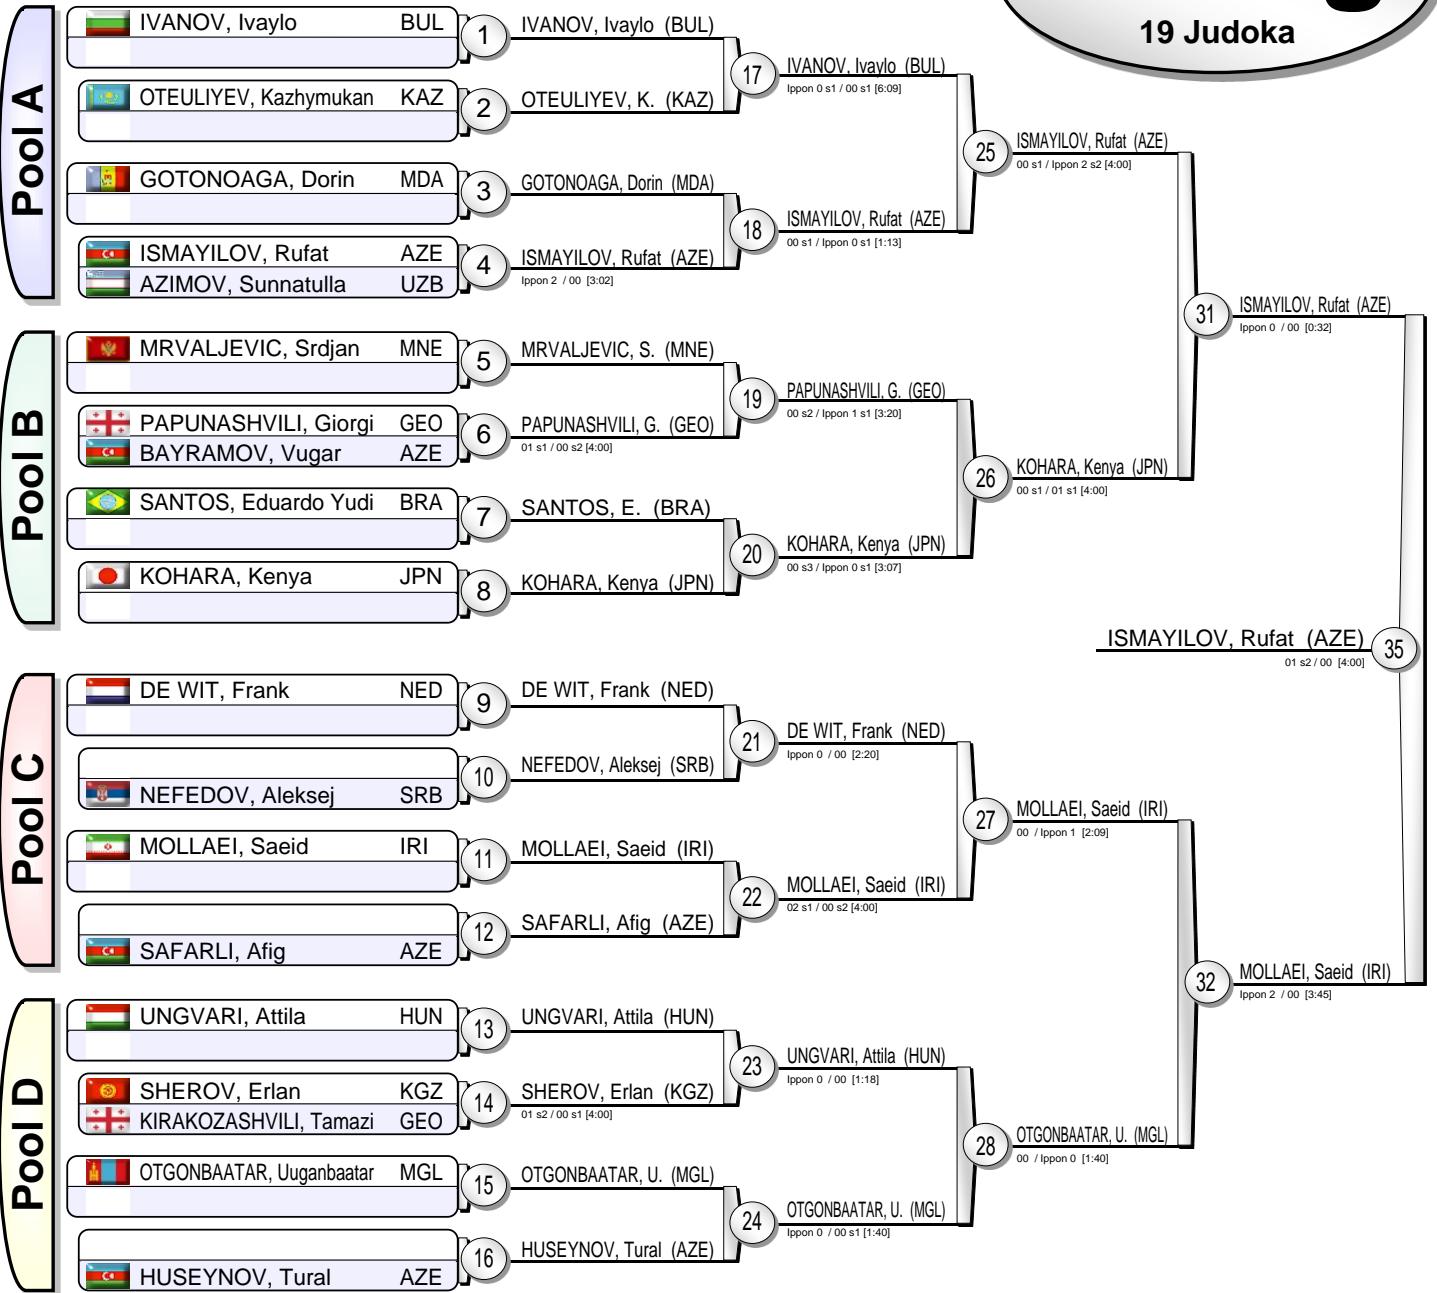 19 Judoka
Pool A
IVANOV, Ivaylo BUL
1
IVANOV, Ivaylo (BUL)
OTEULIYEV, Kazhymukan KAZ
2
OTEULIYEV, K. (KAZ)
17
IVANOV, Ivaylo (BUL)
Ippon 0 s1 / 00 s1 [6:09]
GOTONOAGA, Dorin MDA
3
GOTONOAGA, Dorin (MDA)
ISMAYILOV, Rufat AZE
AZIMOV, Sunnatulla UZB
4
ISMAYILOV, Rufat (AZE)
Ippon 2 / 00 [3:02]
18
ISMAYILOV, Rufat (AZE)
00 s1 / Ippon 0 s1 [1:13]
25
ISMAYILOV, Rufat (AZE)
00 s1 / Ippon 2 s2 [4:00]
Pool B
MRVALJEVIC, Srdjan MNE
5
MRVALJEVIC, S. (MNE)
PAPUNASHVILI, Giorgi GEO
BAYRAMOV, Vugar AZE
6
PAPUNASHVILI, G. (GEO)
01 s1 / 00 s2 [4:00]
19
PAPUNASHVILI, G. (GEO)
00 s2 / Ippon 1 s1 [3:20]
SANTOS, Eduardo Yudi BRA
7
SANTOS, E. (BRA)
KOHARA, Kenya JPN
8
KOHARA, Kenya (JPN)
20
KOHARA, Kenya (JPN)
00 s3 / Ippon 0 s1 [3:07]
26
KOHARA, Kenya (JPN)
00 s1 / 01 s1 [4:00]
31
ISMAYILOV, Rufat (AZE)
Ippon 0 / 00 [0:32]
ISMAYILOV, Rufat (AZE)
01 s2 / 00 [4:00]
35
Pool C
DE WIT, Frank NED
9
DE WIT, Frank (NED)
NEFEDOV, Aleksej SRB
10
NEFEDOV, Aleksej (SRB)
21
DE WIT, Frank (NED)
Ippon 0 / 00 [2:20]
MOLLAEI, Saeid IRI
11
MOLLAEI, Saeid (IRI)
SAFARLI, Afig AZE
12
SAFARLI, Afig (AZE)
22
MOLLAEI, Saeid (IRI)
02 s1 / 00 s2 [4:00]
27
MOLLAEI, Saeid (IRI)
00 / Ippon 1 [2:09]
Pool D
UNGVARI, Attila HUN
13
UNGVARI, Attila (HUN)
SHEROV, Erlan KGZ
KIRAKOZASHVILI, Tamazi GEO
14
SHEROV, Erlan (KGZ)
01 s2 / 00 s1 [4:00]
23
UNGVARI, Attila (HUN)
Ippon 0 / 00 [1:18]
OTGONBAATAR, Uuganbaatar MGL
15
OTGONBAATAR, U. (MGL)
HUSEYNOV, Tural AZE
16
HUSEYNOV, Tural (AZE)
24
OTGONBAATAR, U. (MGL)
Ippon 0 / 00 s1 [1:40]
28
OTGONBAATAR, U. (MGL)
00 / Ippon 0 [1:40]
32
MOLLAEI, Saeid (IRI)
Ippon 2 / 00 [3:45]